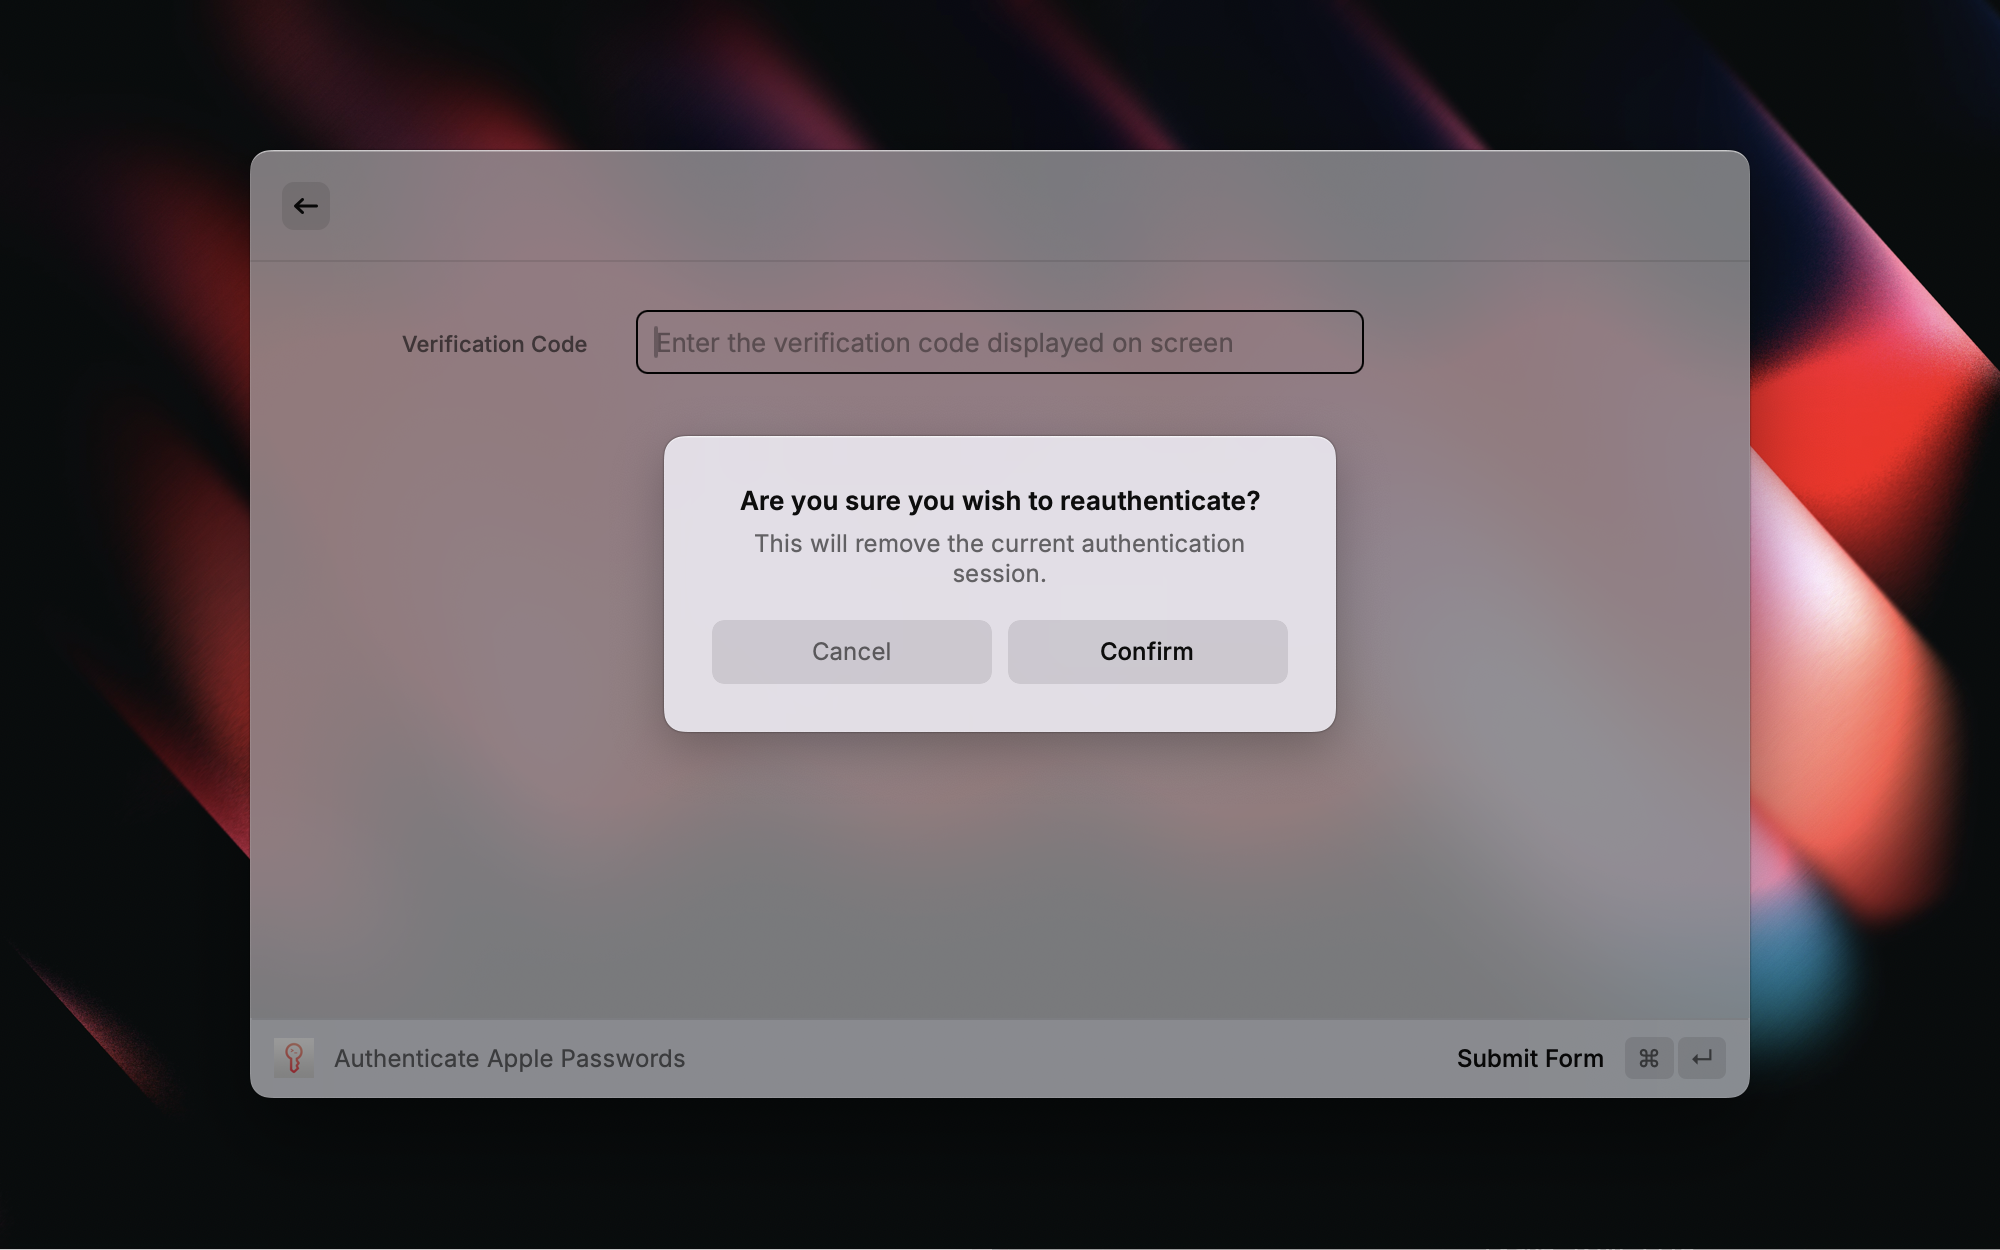 Verification Code
Enter the verification code displayed on screen
Are you sure you wish to reauthenticate?
This will remove the current authentication
session.
Cancel
Confirm
Authenticate Apple Passwords
Submit Form ⌘ ↵